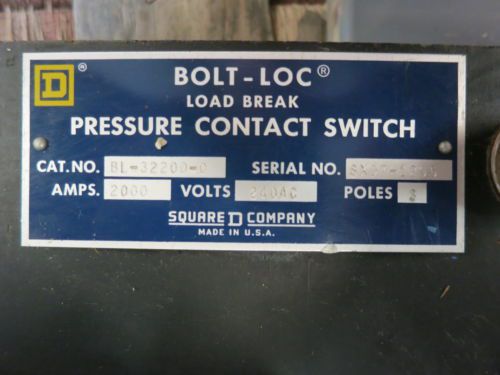 D ®
BOLT-LOC®
LOAD BREAK
PRESSURE CONTACT SWITCH
CAT.NO. BL-32200-C SERIAL NO.
AMPS. 2000 VOLTS 240AC POLES 3
SQUARE D COMPANY
MADE IN U.S.A.